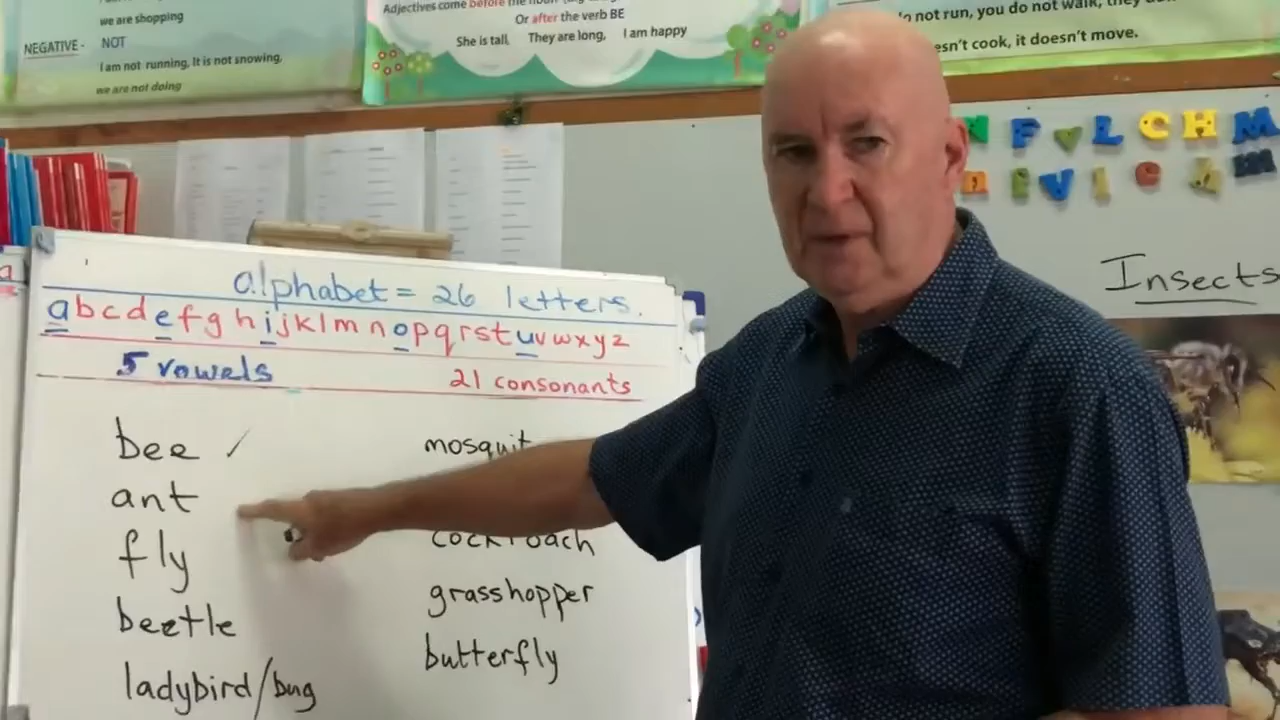 we are shopping
NEGATIVE - NOT
I am not running, It is not snowing,
we are not doing
Adjectives come before the
Or after the verb BE
She is tall, They are long, I am happy
not run, you do not walk, they
esn't cook, it doesn't move.
N F L C H M
Insects
a
alphabet = 26 letters.
a b c d e f g h i j k l m n o p q r s t u v w x y z
5 vowels 21 consonants
bee ✓ mosquit
ant
fly cockroach
beetle grasshopper
ladybird/bug butterfly